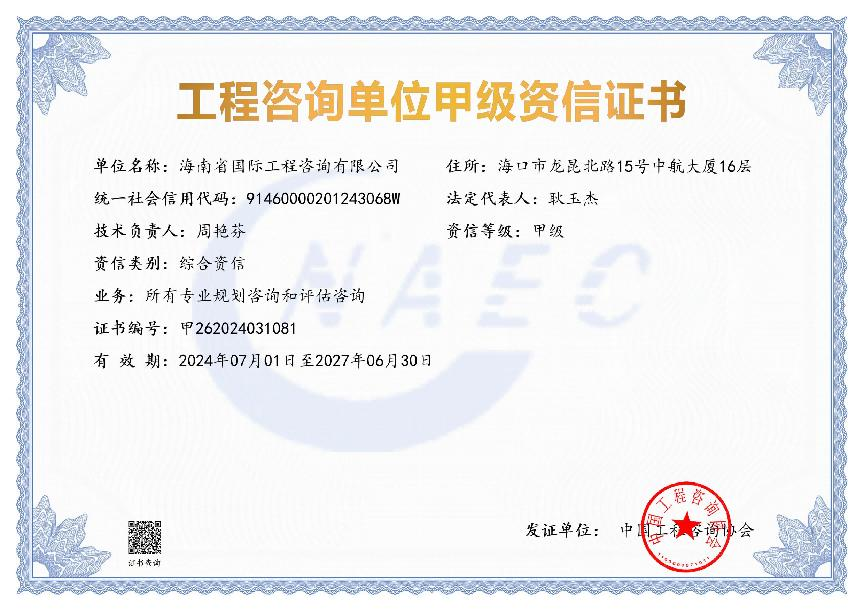 工程咨询单位甲级资信证书
单位名称：海南省国际工程咨询有限公司
住所：海口市龙昆北路15号中航大厦16层
统一社会信用代码：91460000201243068W
法定代表人：耿玉杰
技术负责人：周艳芬
资信等级：甲级
资信类别：综合资信
业务：所有专业规划咨询和评估咨询
证书编号：甲262024031081
有 效 期：2024年07月01日至2027年06月30日
NAEC
发证单位：中国工程咨询协会
中国工程咨询协会
证书查询